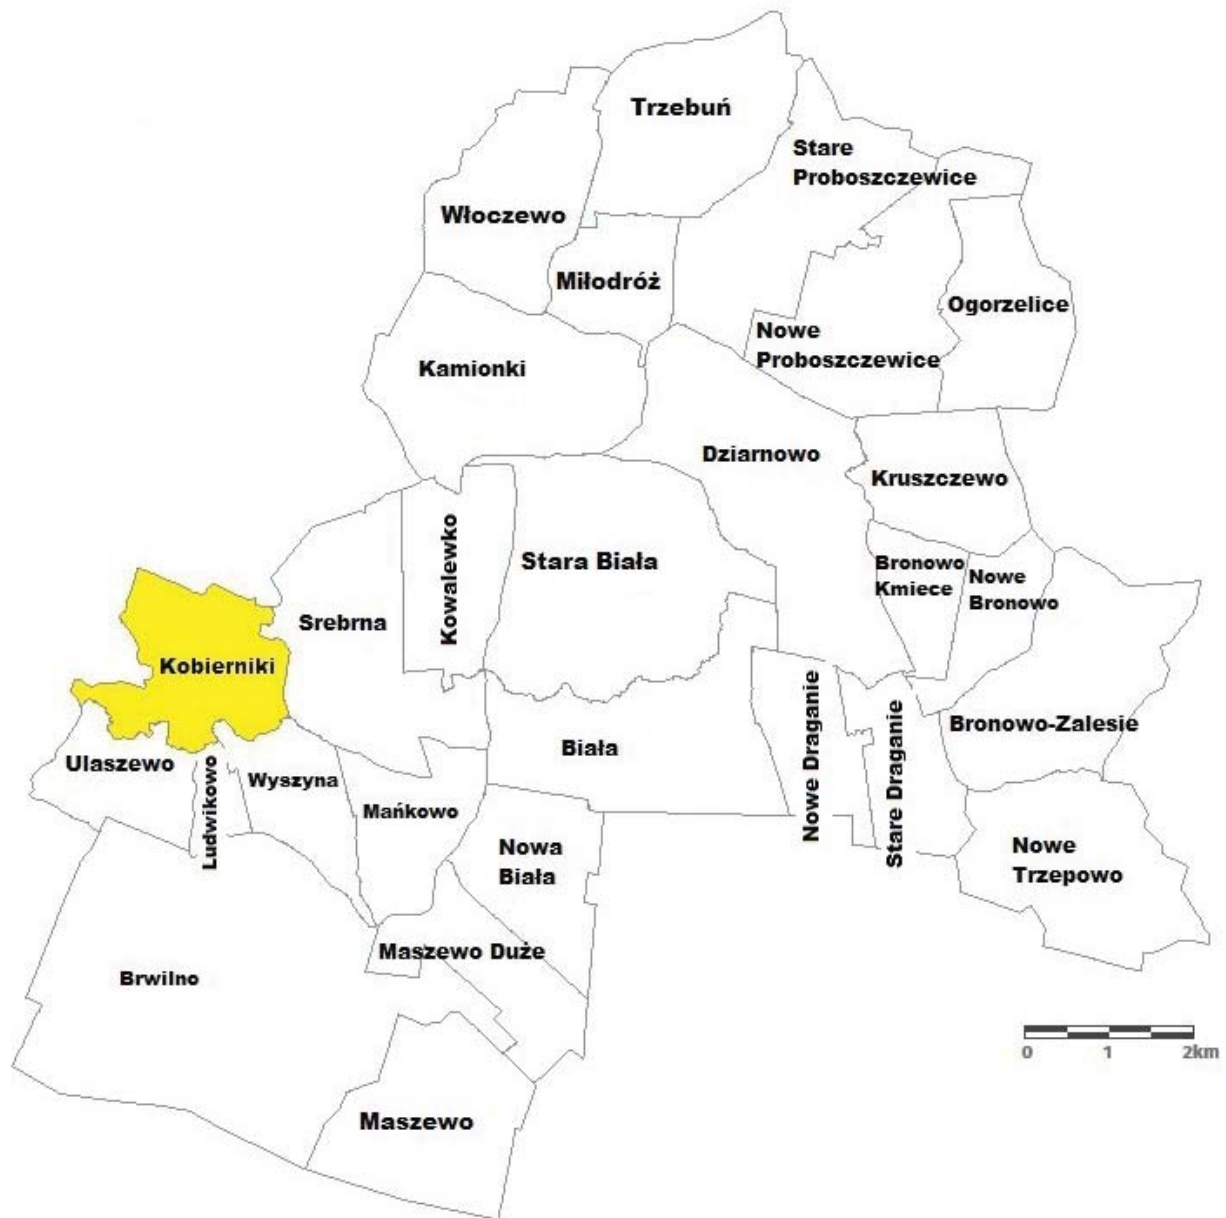 Trzebuń
Stare
Proboszczewice
Włoczewo
Miłodróż
Ogorzelice
Nowe
Proboszczewice
Kamionki
Dziarnowo
Kruszczewo
Kowalewko
Stara Biała
Bronowo
Kmiece
Nowe
Bronowo
Srebrna
Kobierniki
Nowe Draganie
Stare Draganie
Bronowo-Zalesie
Biała
Ulaszewo
Ludwikowo
Wyszyna
Mańkowo
Nowa
Biała
Nowe
Trzepowo
Maszewo Duże
Brwilno
Maszewo
0 1 2km